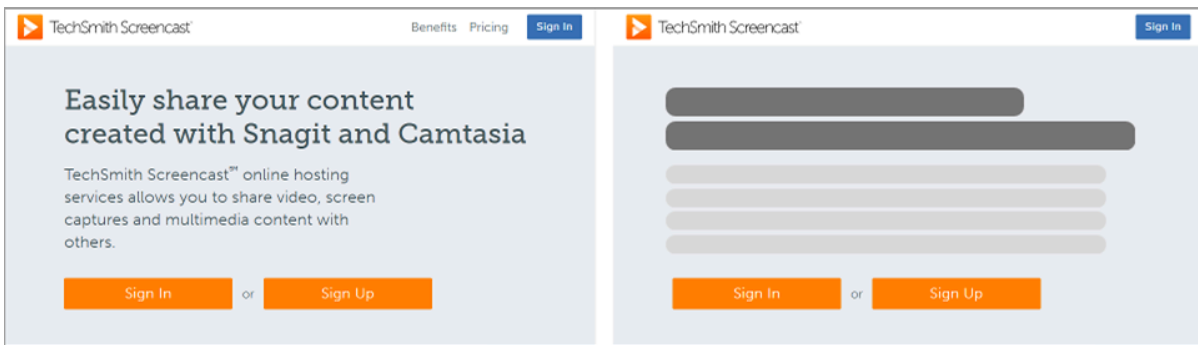 TechSmith Screencast®
Benefits Pricing Sign In
Easily share your content
created with Snagit and Camtasia
TechSmith Screencast™ online hosting
services allows you to share video, screen
captures and multimedia content with
others.
Sign In or Sign Up
TechSmith Screencast®
Sign In
Sign In or Sign Up